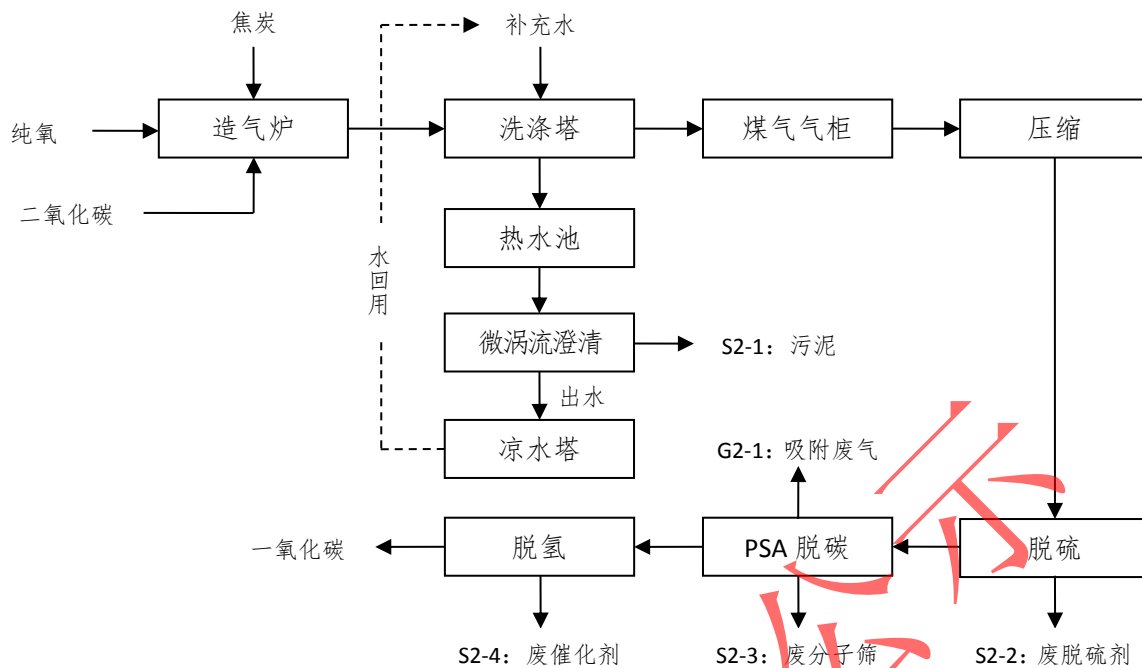 焦炭
补充水
纯氧
造气炉
洗涤塔
煤气气柜
压缩
二氧化碳
热水池
水回用
微涡流澄清
S2-1：污泥
出水
凉水塔
G2-1：吸附废气
一氧化碳
脱氢
PSA 脱碳
脱硫
S2-4：废催化剂
S2-3：废分子筛
S2-2：废脱硫剂